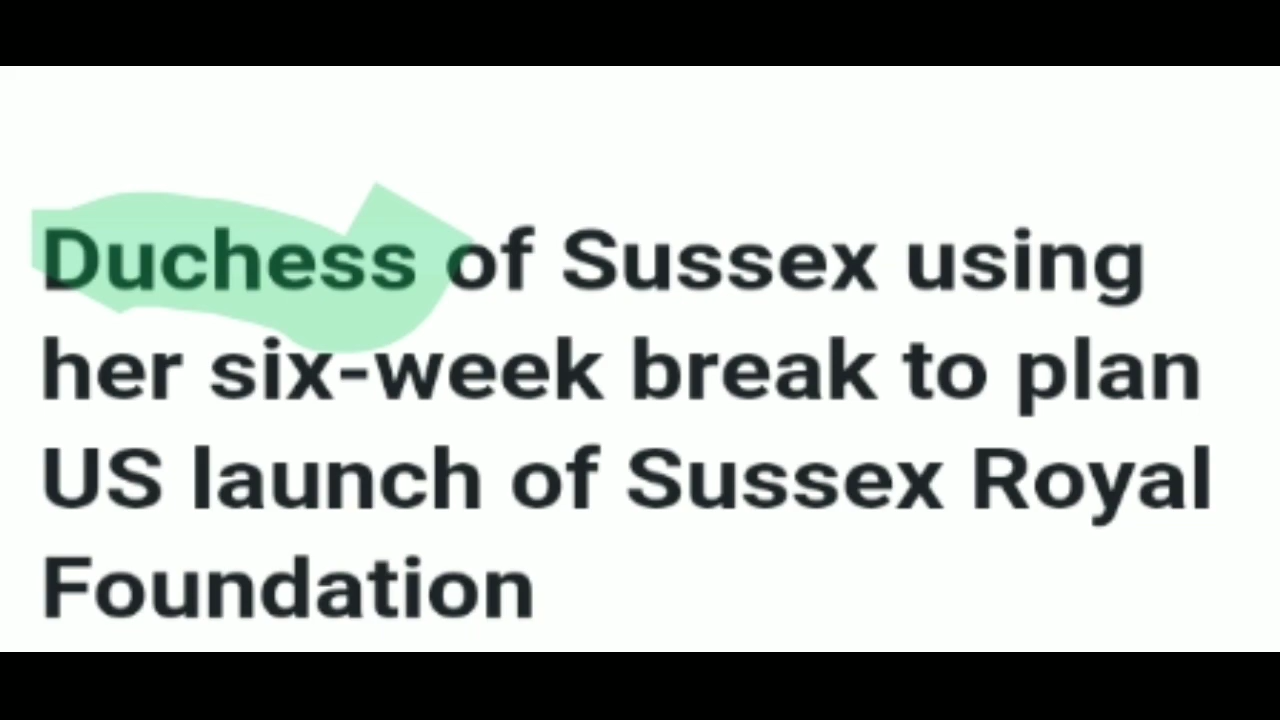 Duchess of Sussex using
her six-week break to plan
US launch of Sussex Royal
Foundation